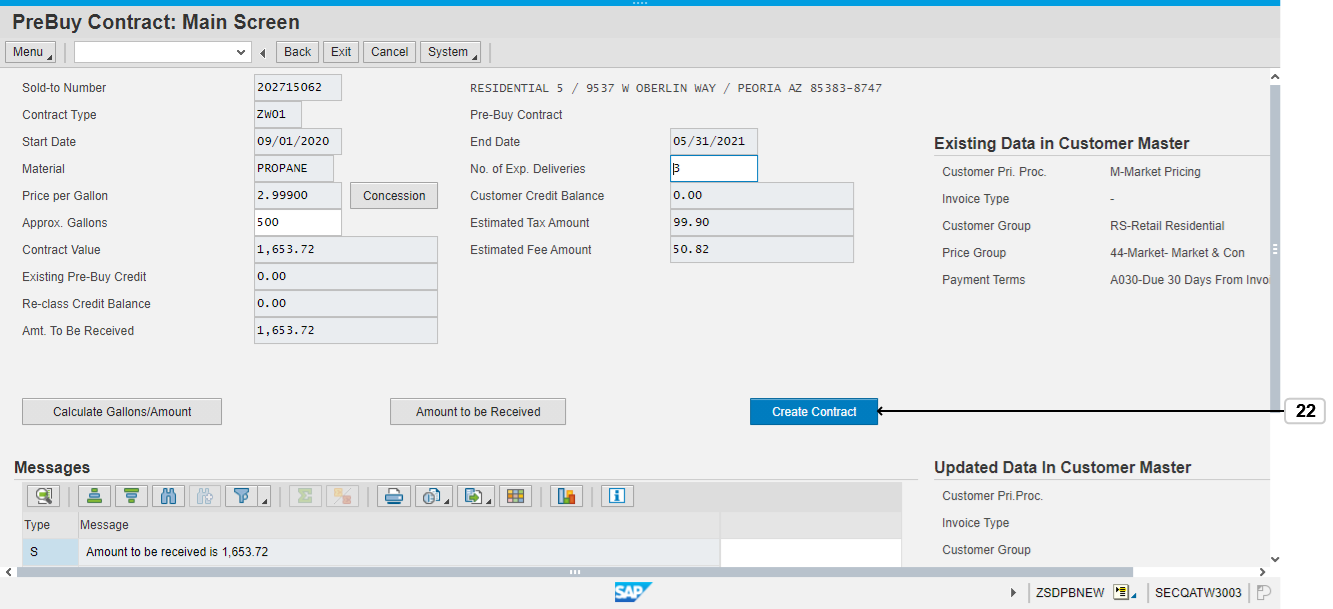 PreBuy Contract: Main Screen
Menu Back Exit Cancel System
Sold-to Number 202715062 RESIDENTIAL 5 / 9537 W OBERLIN WAY / PEORIA AZ 85383-8747
Contract Type ZW01 Pre-Buy Contract
Start Date 09/01/2020 End Date 05/31/2021
Existing Data in Customer Master
Material PROPANE No. of Exp. Deliveries 3 Customer Pri. Proc. M-Market Pricing
Price per Gallon 2.99900 Concession Customer Credit Balance 0.00 Invoice Type -
Approx. Gallons 500 Estimated Tax Amount 99.90 Customer Group RS-Retail Residential
Contract Value 1,653.72 Estimated Fee Amount 50.82 Price Group 44-Market- Market & Con
Existing Pre-Buy Credit 0.00 Payment Terms A030-Due 30 Days From Invoi
Re-class Credit Balance 0.00
Amt. To Be Received 1,653.72
Calculate Gallons/Amount Amount to be Received Create Contract 22
Messages Updated Data In Customer Master
Customer Pri.Proc.
Type Message Invoice Type
S Amount to be received is 1,653.72 Customer Group
SAP ZSDPBNEW SECQATW3003